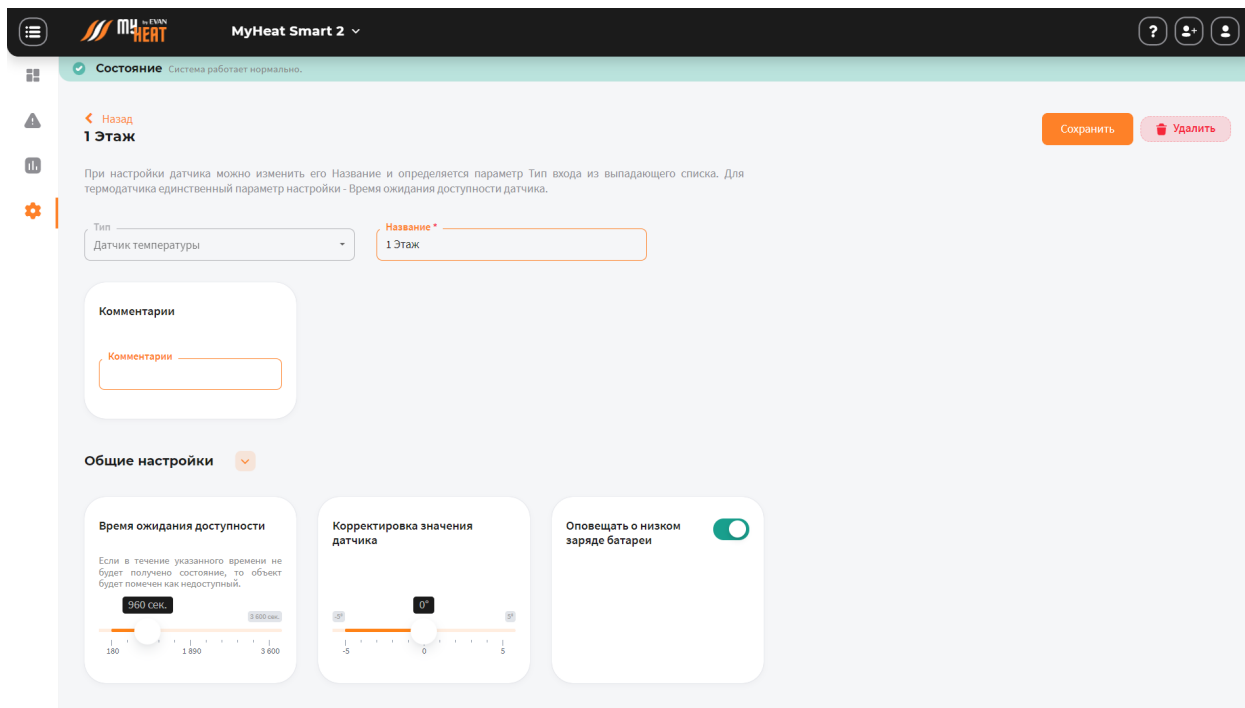 by EVAN
MY HEAT
MyHeat Smart 2
?
Состояние Система работает нормально.
Назад
1 Этаж
Сохранить
Удалить
При настройки датчика можно изменить его Название и определяется параметр Тип входа из выпадающего списка. Для
термодатчика единственный параметр настройки - Время ожидания доступности датчика.
Тип
Датчик температуры
Название *
1 Этаж
Комментарии
Комментарии
Общие настройки
Время ожидания доступности
Если в течение указанного времени не
будет получено состояние, то объект
будет помечен как недоступный.
960 сек.
3 600 сек.
180 1 890 3 600
Корректировка значения
датчика
-5° 0° 5°
-5 0 5
Оповещать о низком
заряде батареи